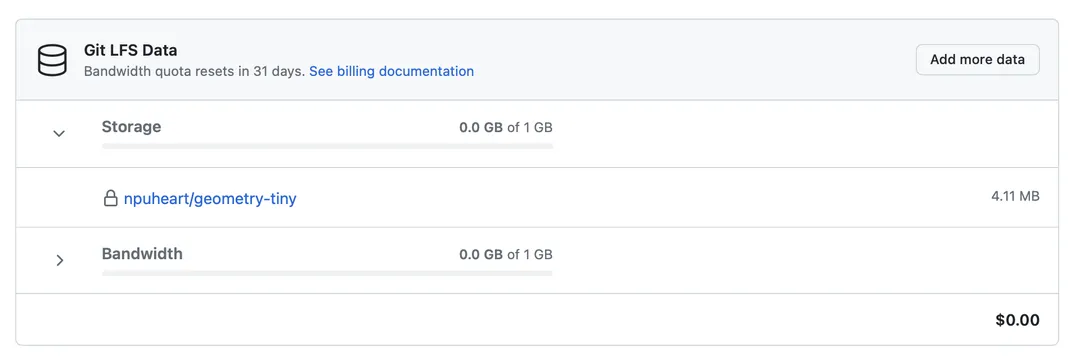 Git LFS Data
Bandwidth quota resets in 31 days. See billing documentation
Add more data
Storage
0.0 GB of 1 GB
npuheart/geometry-tiny
4.11 MB
Bandwidth
0.0 GB of 1 GB
$0.00